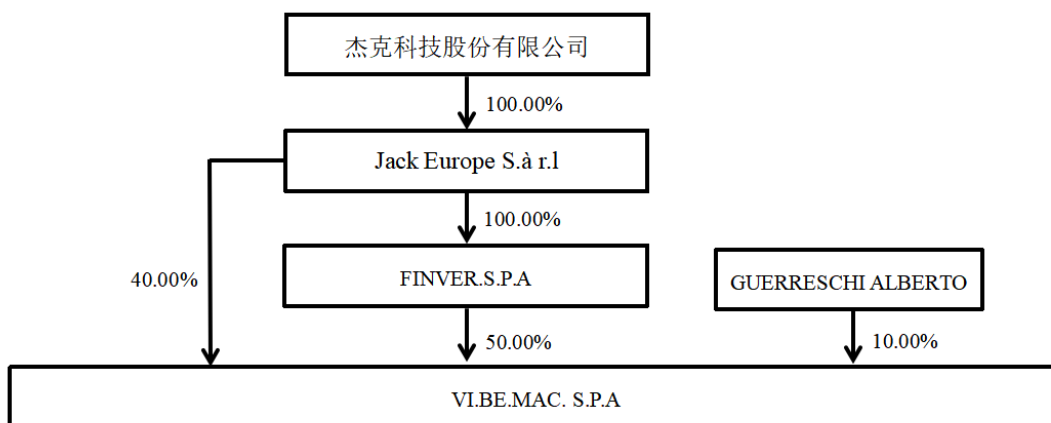 杰克科技股份有限公司
100.00%
Jack Europe S.à r.l
100.00%
40.00%
FINVER.S.P.A
GUERRESCHI ALBERTO
50.00%
10.00%
VI.BE.MAC. S.P.A